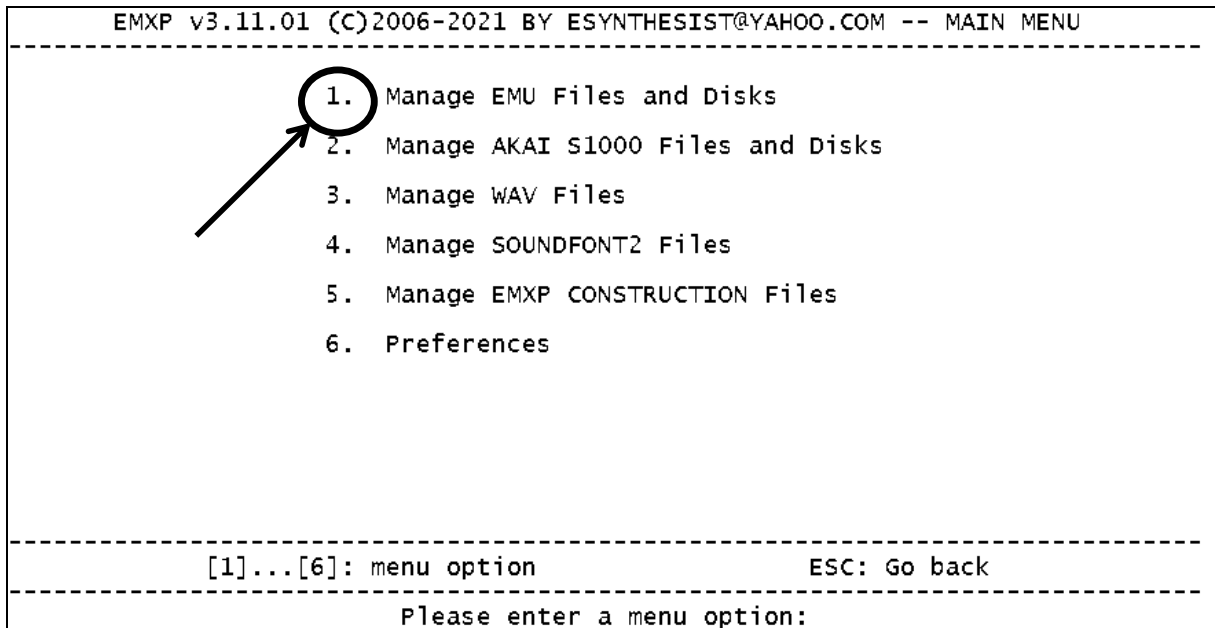 EMXP v3.11.01 (C)2006-2021 BY ESYNTHESIST@YAHOO.COM -- MAIN MENU
1. Manage EMU Files and Disks
2. Manage AKAI S1000 Files and Disks
3. Manage WAV Files
4. Manage SOUNDFONT2 Files
5. Manage EMXP CONSTRUCTION Files
6. Preferences
[1]...[6]: menu option ESC: Go back
Please enter a menu option: